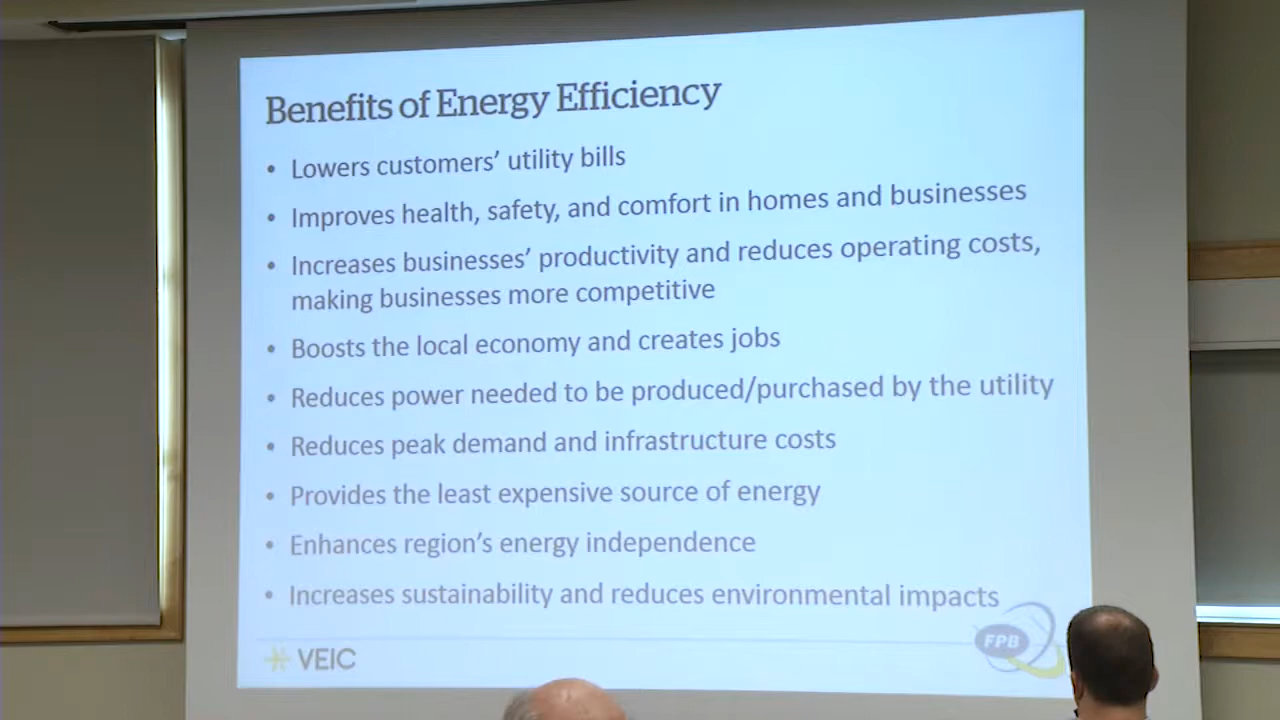 Benefits of Energy Efficiency
• Lowers customers’ utility bills
• Improves health, safety, and comfort in homes and businesses
• Increases businesses’ productivity and reduces operating costs,
making businesses more competitive
• Boosts the local economy and creates jobs
• Reduces power needed to be produced/purchased by the utility
• Reduces peak demand and infrastructure costs
• Provides the least expensive source of energy
• Enhances region’s energy independence
• Increases sustainability and reduces environmental impacts
VEIC
FPB